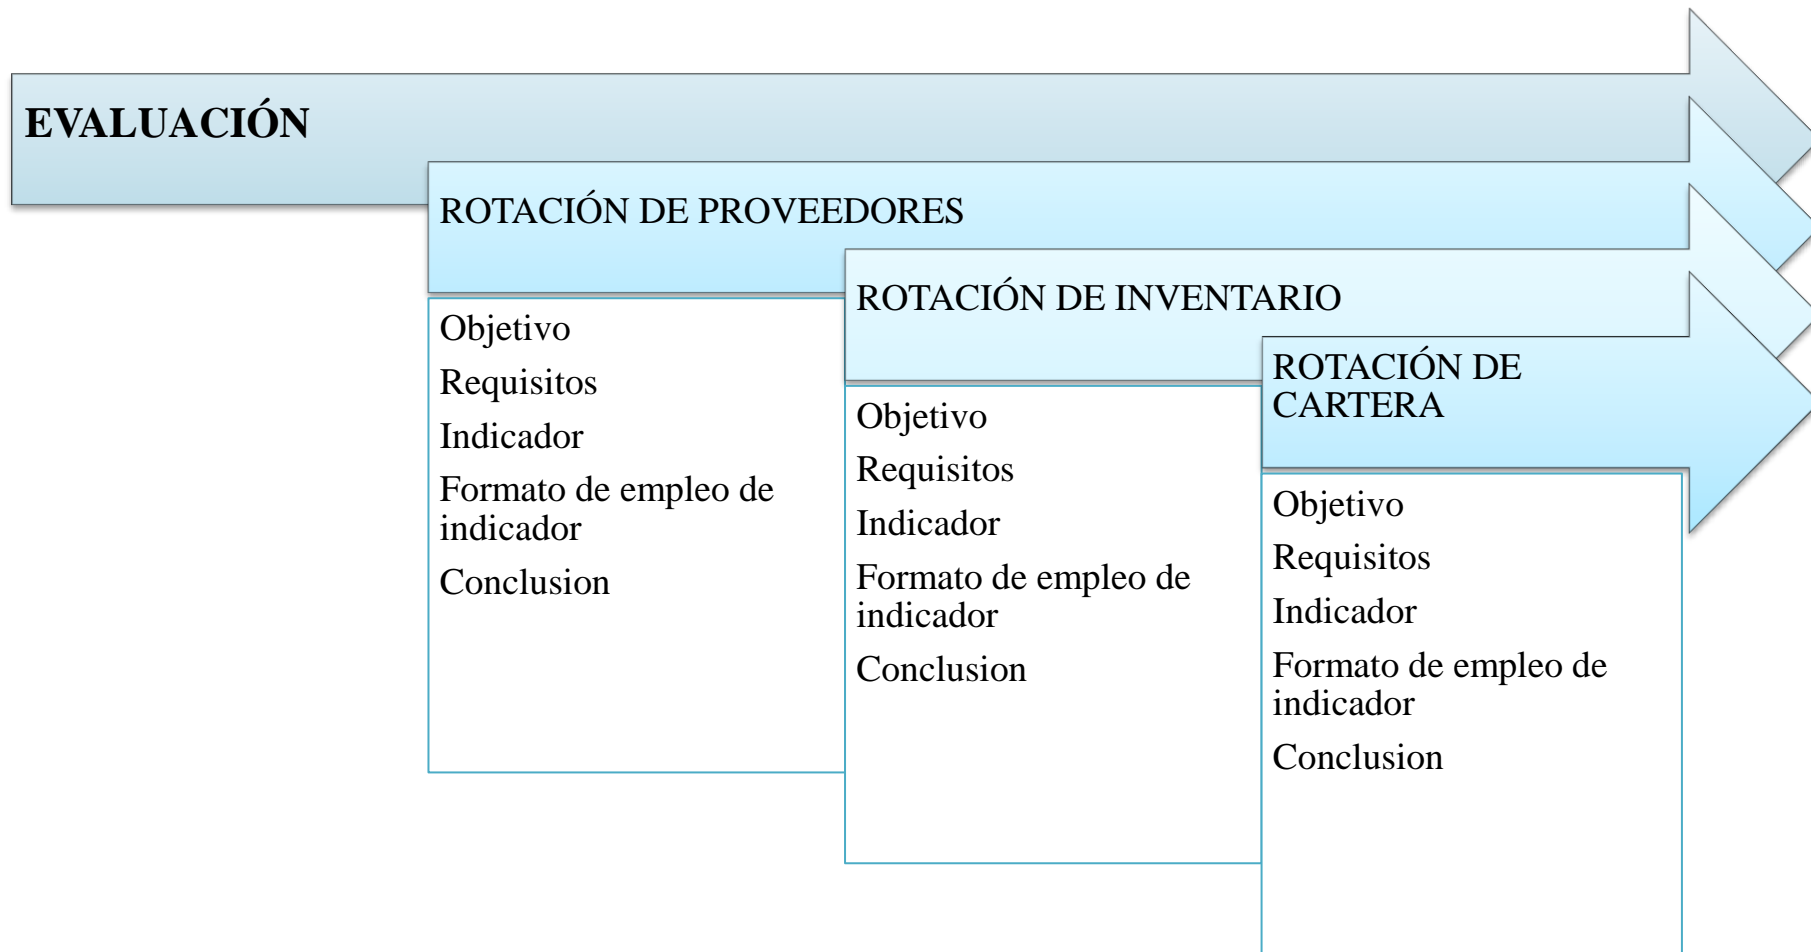 EVALUACIÓN
ROTACIÓN DE PROVEEDORES
Objetivo
Requisitos
Indicador
Formato de empleo de
indicador
Conclusion
ROTACIÓN DE INVENTARIO
Objetivo
Requisitos
Indicador
Formato de empleo de
indicador
Conclusion
ROTACIÓN DE
CARTERA
Objetivo
Requisitos
Indicador
Formato de empleo de
indicador
Conclusion